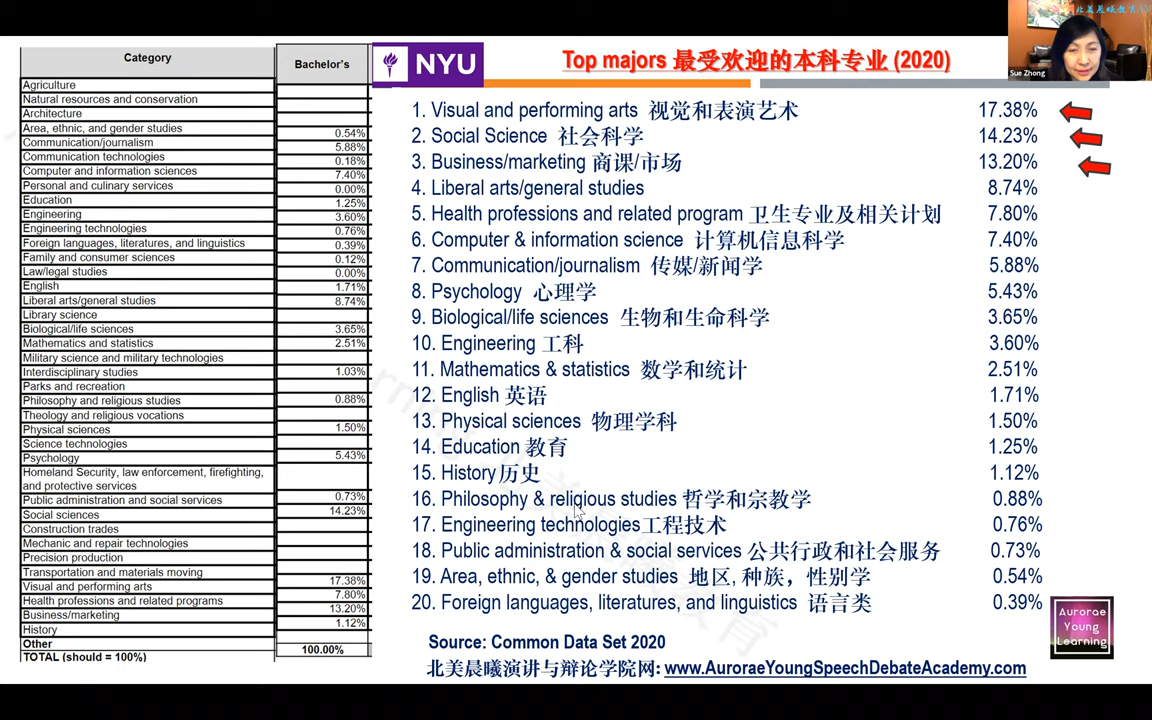 北美晨曦教育
Sue Zhong
Category
Bachelor's
Agriculture
Natural resources and conservation
Architecture
Area, ethnic, and gender studies 0.54%
Communication/journalism 5.88%
Communication technologies 0.18%
Computer and information sciences 7.40%
Personal and culinary services 0.00%
Education 1.25%
Engineering 3.60%
Engineering technologies 0.76%
Foreign languages, literatures, and linguistics 0.39%
Family and consumer sciences 0.12%
Law/legal studies 0.00%
English 1.71%
Liberal arts/general studies 8.74%
Library science
Biological/life sciences 3.65%
Mathematics and statistics 2.51%
Military science and military technologies
Interdisciplinary studies 1.03%
Parks and recreation
Philosophy and religious studies 0.88%
Theology and religious vocations
Physical sciences 1.50%
Science technologies
Psychology 5.43%
Homeland Security, law enforcement, firefighting,
and protective services
Public administration and social services 0.73%
Social sciences 14.23%
Construction trades
Mechanic and repair technologies
Precision production
Transportation and materials moving
Visual and performing arts 17.38%
Health professions and related programs 7.80%
Business/marketing 13.20%
History 1.12%
Other
TOTAL (should = 100%) 100.00%
NYU
Top majors 最受欢迎的本科专业 (2020)
1. Visual and performing arts 视觉和表演艺术 17.38%
2. Social Science 社会科学 14.23%
3. Business/marketing 商课/市场 13.20%
4. Liberal arts/general studies 8.74%
5. Health professions and related program 卫生专业及相关计划 7.80%
6. Computer & information science 计算机信息科学 7.40%
7. Communication/journalism 传媒/新闻学 5.88%
8. Psychology 心理学 5.43%
9. Biological/life sciences 生物和生命科学 3.65%
10. Engineering 工科 3.60%
11. Mathematics & statistics 数学和统计 2.51%
12. English 英语 1.71%
13. Physical sciences 物理学科 1.50%
14. Education 教育 1.25%
15. History 历史 1.12%
16. Philosophy & religious studies 哲学和宗教学 0.88%
17. Engineering technologies 工程技术 0.76%
18. Public administration & social services 公共行政和社会服务 0.73%
19. Area, ethnic, & gender studies 地区, 种族，性别学 0.54%
20. Foreign languages, literatures, and linguistics 语言类 0.39%
Source: Common Data Set 2020
北美晨曦演讲与辩论学院网: www.AuroraeYoungSpeechDebateAcademy.com
Aurorae
Young
Learning